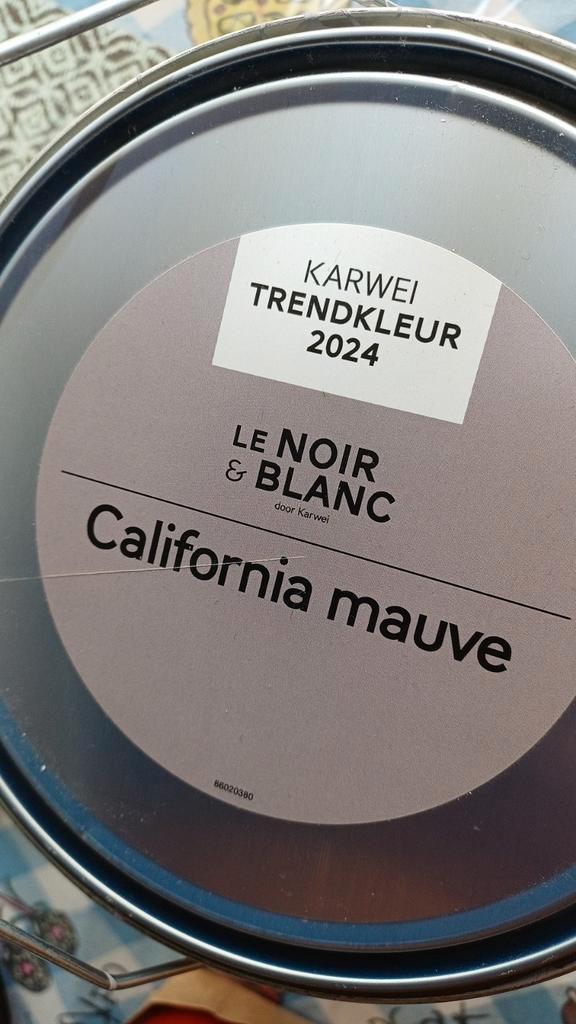 KARWEI
TRENDKLEUR
2024
LE NOIR
& BLANC
door Karwei
California mauve
86020380